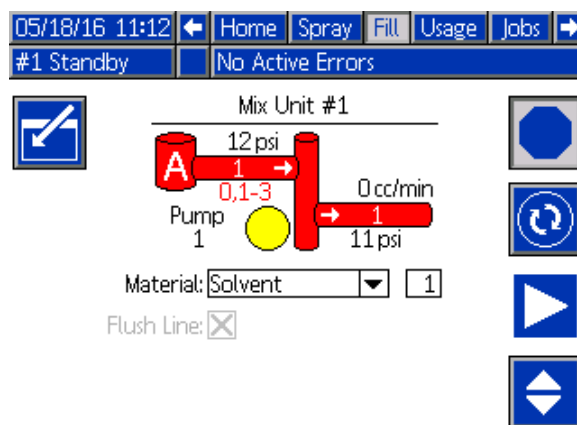 05/18/16 11:12 Home Spray Fill Usage Jobs
#1 Standby No Active Errors
Mix Unit #1
12 psi
A 1
0,1-3
0 cc/min
Pump
1
1
11 psi
Material: Solvent 1
Flush Line: